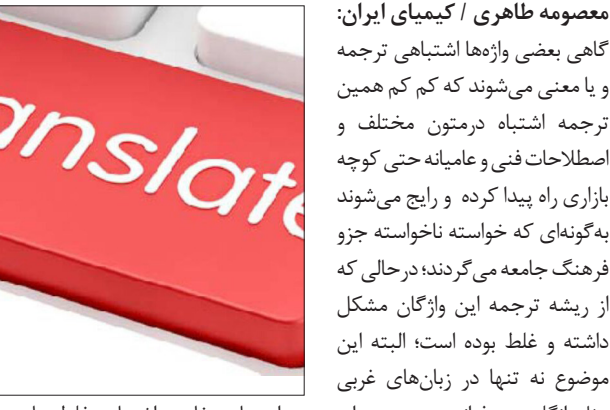 معصومه طاهری / کیمیای ایران:
گاهی بعضی واژه‌ها اشتباهی ترجمه
و یا معنی می‌شوند که کم کم همین
ترجمه اشتباه درمتون مختلف و
اصطلاحات فنی و عامیانه حتی کوچه
بازاری راه پیدا کرده و رایج می‌شوند
به‌گونه‌ای که خواسته ناخواسته جزو
فرهنگ جامعه می‌گردند؛ درحالی که
از ریشه ترجمه این واژگان مشکل
داشته و غلط بوده است؛ البته این
موضوع نه تنها در زبان‌های غربی
anslate